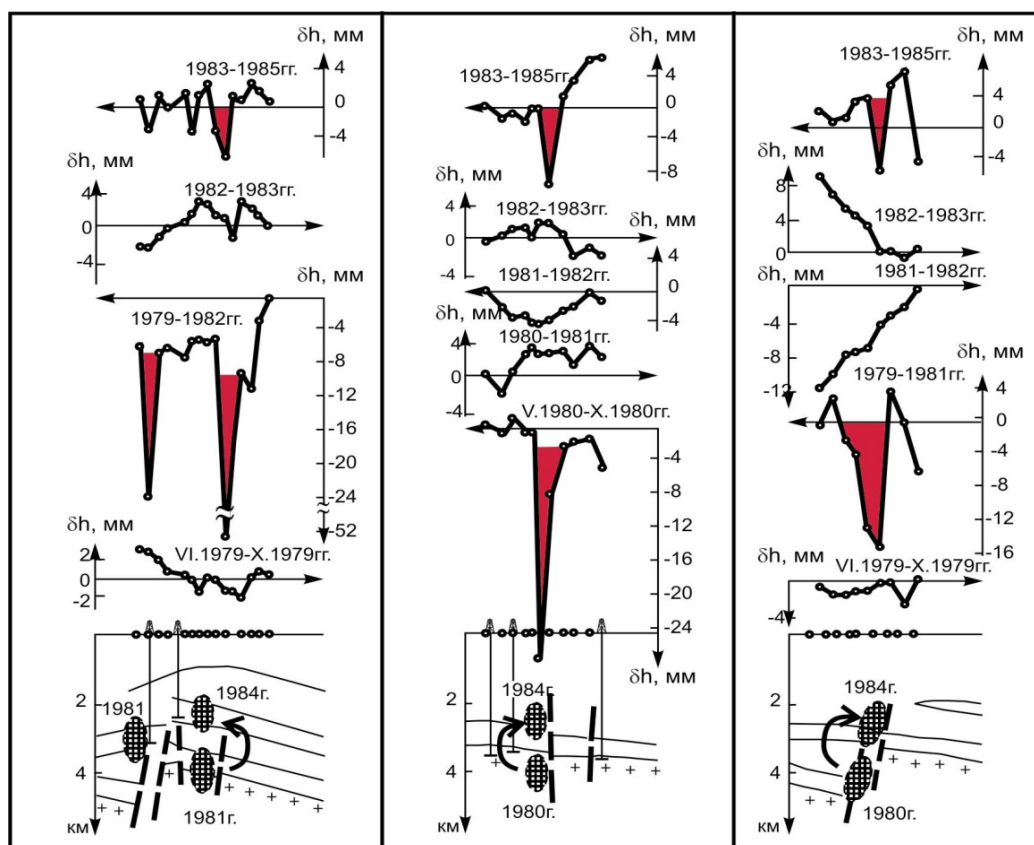 δh, мм
1983-1985гг.
4
0
-4
δh, мм
1982-1983гг.
4
0
-4
δh, мм
1979-1982гг.
-4
-8
-12
-16
-20
-24
-52
δh, мм
VI.1979-X.1979гг.
2
0
-2
2
4
км
1981
1984г.
1981г.
+ +
+ +
+ + + +
δh, мм
1983-1985гг.
4
0
-4
-8
δh, мм
1982-1983гг.
4
0
-4
δh, мм
1981-1982гг.
4
0
-4
δh, мм
1980-1981гг.
4
0
-4
V.1980-X.1980гг.
-4
-8
-12
-16
-20
-24
δh, мм
2
4
км
1984г.
1980г.
+ +
+ + +
δh, мм
1983-1985гг.
4
0
-4
δh, мм
8
4
0
1982-1983гг.
δh, мм
1981-1982гг.
-4
-8
-12
δh, мм
1979-1981гг.
4
0
-4
-8
-12
-16
δh, мм
VI.1979-X.1979гг.
-4
2
4
км
1984г.
1980г.
+ +
+ + + +